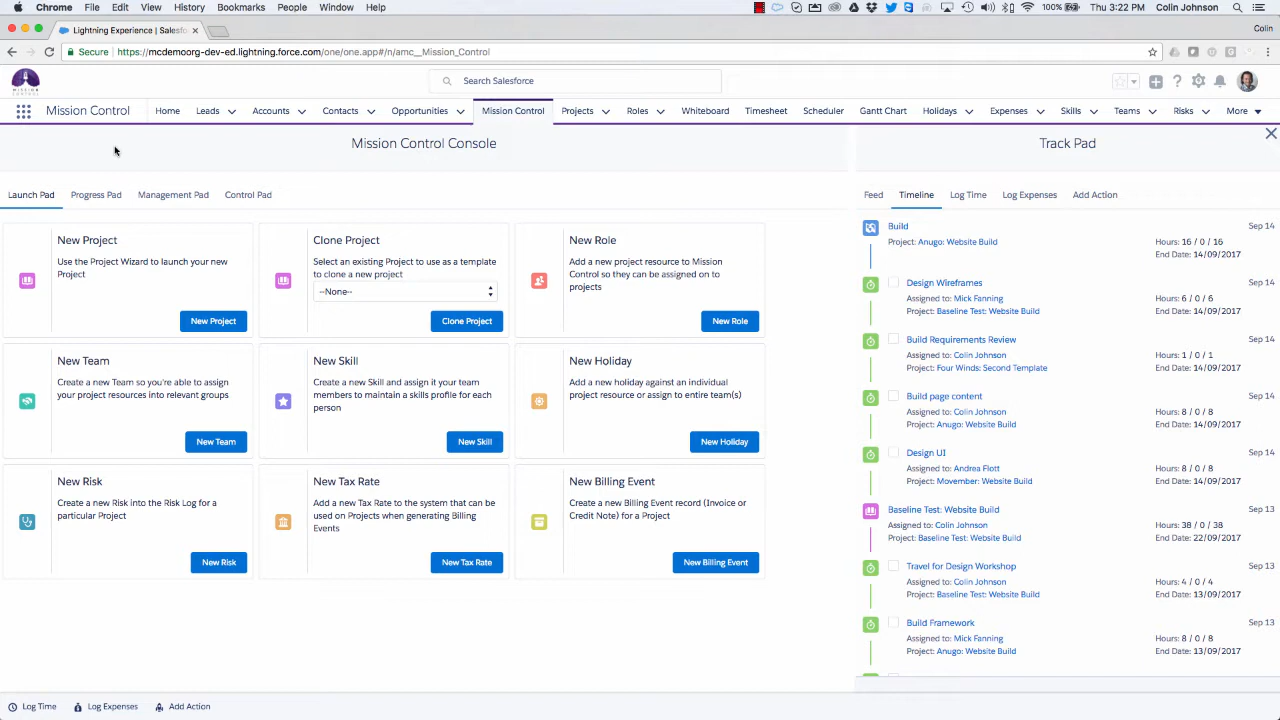 Chrome File Edit View History Bookmarks People Window Help 100% Thu 3:22 PM Colin Johnson
Lightning Experience | Salesfo Colin
Secure https://mcdemoorg-dev-ed.lightning.force.com/one/one.app#/n/amc__Mission_Control
MISSION CONTROL
Search Salesforce
Mission Control Home Leads Accounts Contacts Opportunities Mission Control Projects Roles Whiteboard Timesheet Scheduler Gantt Chart Holidays Expenses Skills Teams Risks More
Mission Control Console
Launch Pad Progress Pad Management Pad Control Pad
New Project
Use the Project Wizard to launch your new
Project
New Project
Clone Project
Select an existing Project to use as a template
to clone a new project
--None--
Clone Project
New Role
Add a new project resource to Mission
Control so they can be assigned on to
projects
New Role
New Team
Create a new Team so you're able to assign
your project resources into relevant groups
New Team
New Skill
Create a new Skill and assign it your team
members to maintain a skills profile for each
person
New Skill
New Holiday
Add a new holiday against an individual
project resource or assign to entire team(s)
New Holiday
New Risk
Create a new Risk into the Risk Log for a
particular Project
New Risk
New Tax Rate
Add a new Tax Rate to the system that can be
used on Projects when generating Billing
Events
New Tax Rate
New Billing Event
Create a new Billing Event record (Invoice or
Credit Note) for a Project
New Billing Event
Track Pad
Feed Timeline Log Time Log Expenses Add Action
Build Sep 14
Project: Anugo: Website Build Hours: 16 / 0 / 16
End Date: 14/09/2017
Design Wireframes Sep 14
Assigned to: Mick Fanning Hours: 6 / 0 / 6
Project: Baseline Test: Website Build End Date: 14/09/2017
Build Requirements Review Sep 14
Assigned to: Colin Johnson Hours: 1 / 0 / 1
Project: Four Winds: Second Template End Date: 14/09/2017
Build page content Sep 14
Assigned to: Colin Johnson Hours: 8 / 0 / 8
Project: Anugo: Website Build End Date: 14/09/2017
Design UI Sep 14
Assigned to: Andrea Flott Hours: 8 / 0 / 8
Project: Movember: Website Build End Date: 14/09/2017
Baseline Test: Website Build Sep 13
Assigned to: Colin Johnson Hours: 38 / 0 / 38
Project: Baseline Test: Website Build End Date: 22/09/2017
Travel for Design Workshop Sep 13
Assigned to: Colin Johnson Hours: 4 / 0 / 4
Project: Baseline Test: Website Build End Date: 13/09/2017
Build Framework Sep 13
Assigned to: Mick Fanning Hours: 8 / 0 / 8
Project: Anugo: Website Build End Date: 13/09/2017
Log Time Log Expenses Add Action